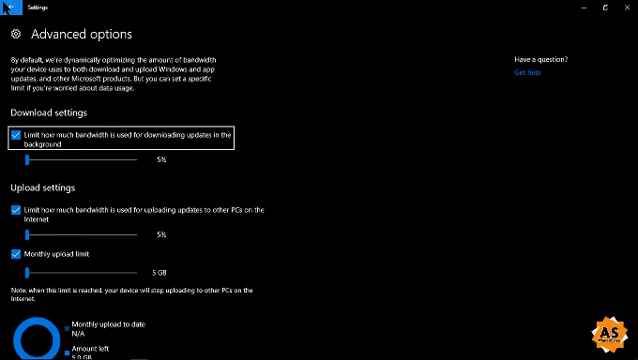 Settings
Advanced options
By default, we're dynamically optimizing the amount of bandwidth
your device uses to both download and upload Windows and app
updates, and other Microsoft products. But you can set a specific
limit if you're worried about data usage.
Have a question?
Get help
Download settings
Limit how much bandwidth is used for downloading updates in the
background
5%
Upload settings
Limit how much bandwidth is used for uploading updates to other PCs on the
Internet
5%
Monthly upload limit
5 GB
Note: when this limit is reached, your device will stop uploading to other PCs on the
Internet.
Monthly upload to date
N/A
Amount left
5.0 GB
AS